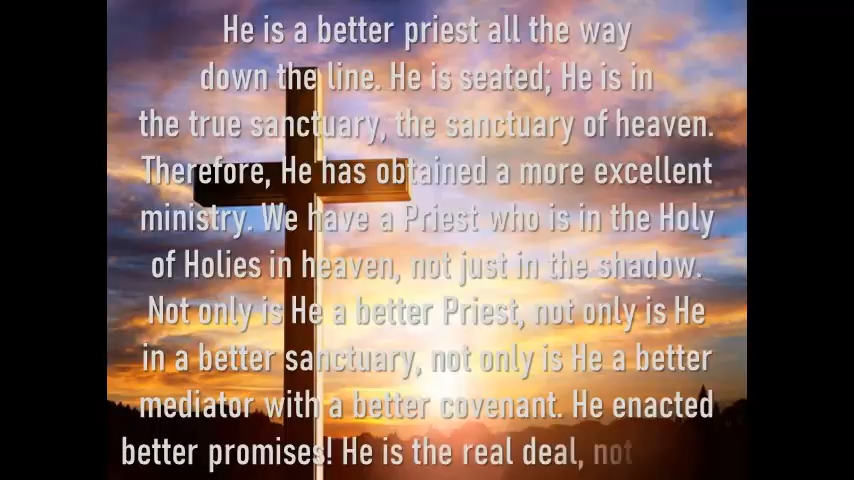 He is a better priest all the way
down the line. He is seated; He is in
the true sanctuary, the sanctuary of heaven.
Therefore, He has obtained a more excellent
ministry. We have a Priest who is in the Holy
of Holies in heaven, not just in the shadow.
Not only is He a better Priest, not only is He
in a better sanctuary, not only is He a better
mediator with a better covenant. He enacted
better promises! He is the real deal, not